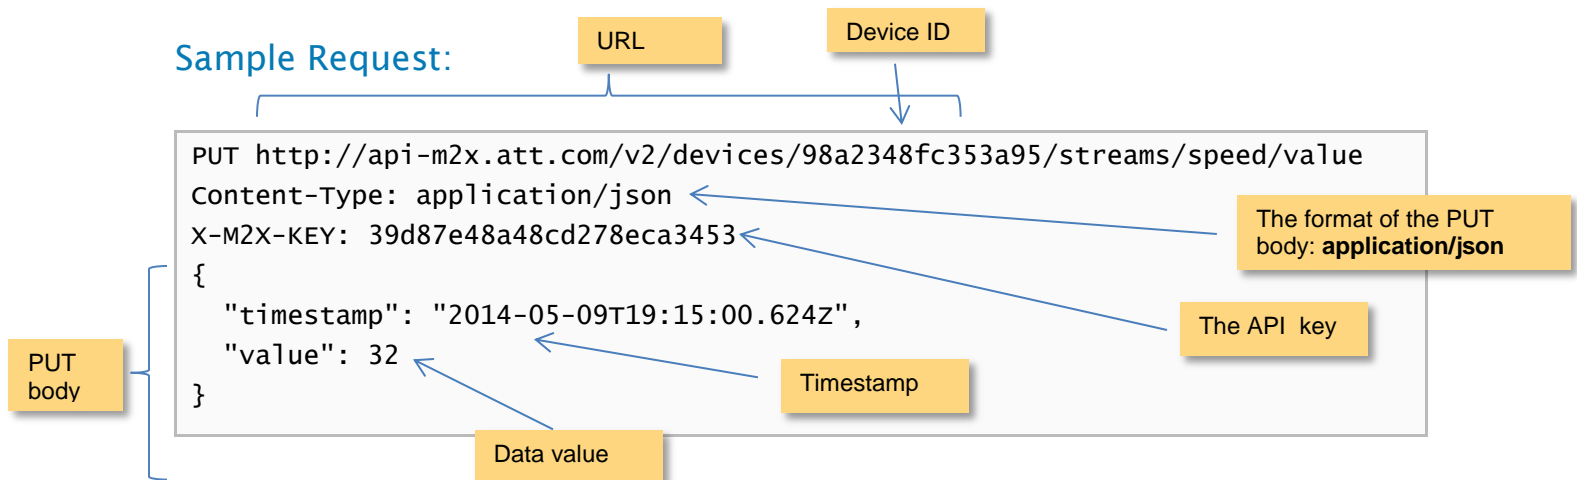 URL
Device ID
Sample Request:
PUT http://api-m2x.att.com/v2/devices/98a2348fc353a95/streams/speed/value
Content-Type: application/json
The format of the PUT
body: application/json
X-M2X-KEY: 39d87e48a48cd278eca3453
The API key
PUT
body
{
"timestamp": "2014-05-09T19:15:00.624Z",
"value": 32
}
Timestamp
Data value